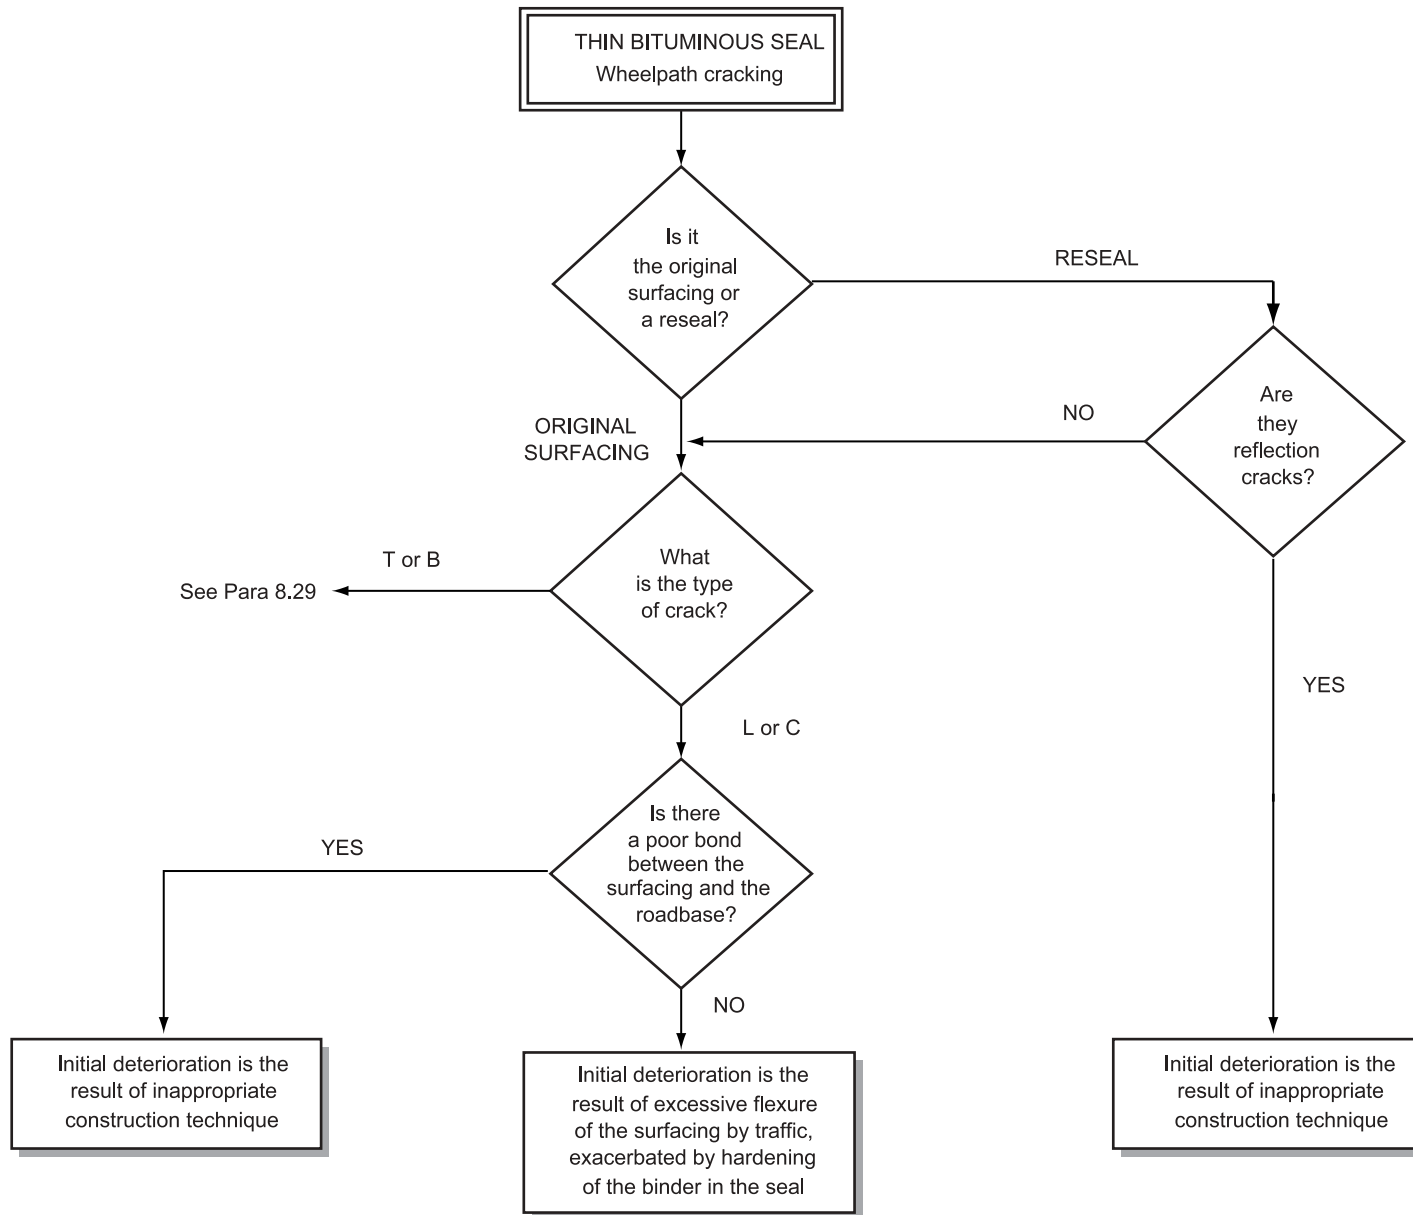 THIN BITUMINOUS SEAL
Wheelpath cracking
Is it
the original
surfacing or
a reseal?
RESEAL
Are
they
reflection
cracks?
NO
ORIGINAL
SURFACING
What
is the type
of crack?
T or B
See Para 8.29
YES
L or C
Is there
a poor bond
between the
surfacing and the
roadbase?
YES
NO
Initial deterioration is the
result of inappropriate
construction technique
Initial deterioration is the
result of excessive flexure
of the surfacing by traffic,
exacerbated by hardening
of the binder in the seal
Initial deterioration is the
result of inappropriate
construction technique